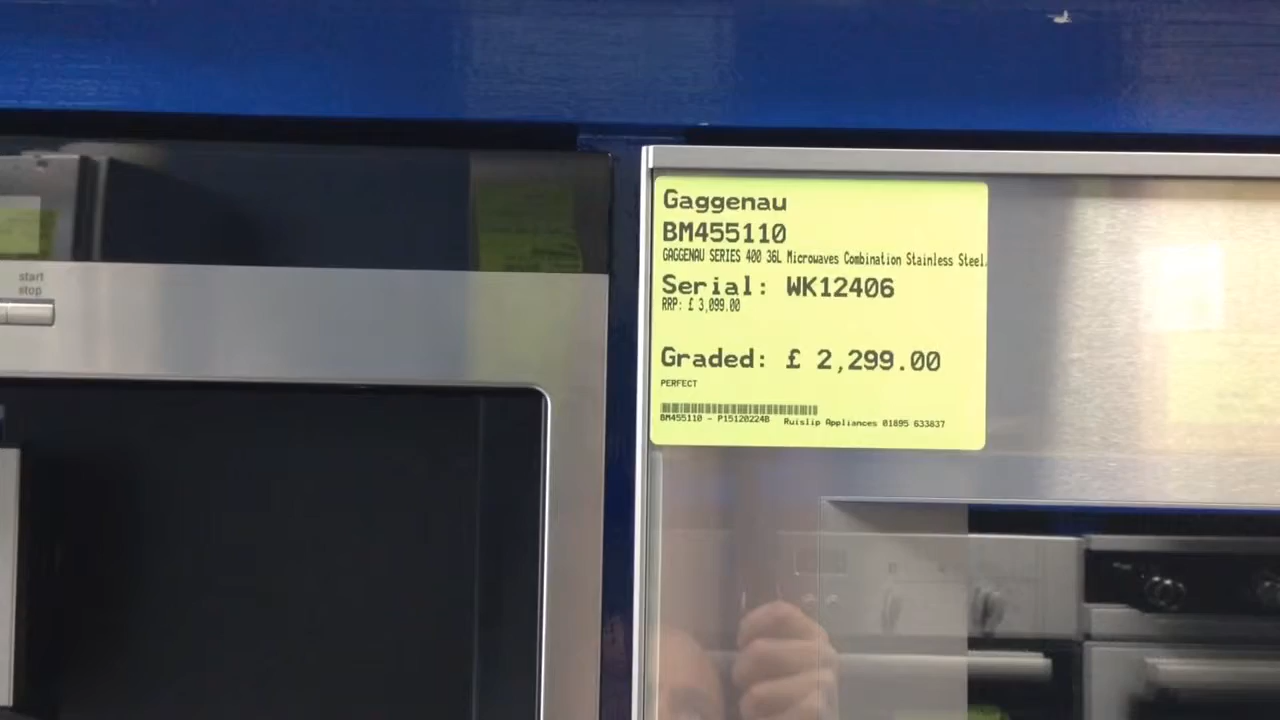 start
stop
Gaggenau
BM455110
GAGGENAU SERIES 400 36L Microwaves Combination Stainless Steel.
Serial: WK12406
RRP: £ 3,099.00
Graded: £ 2,299.00
PERFECT
BM455110 - P15120224B Ruislip Appliances 01895 633837